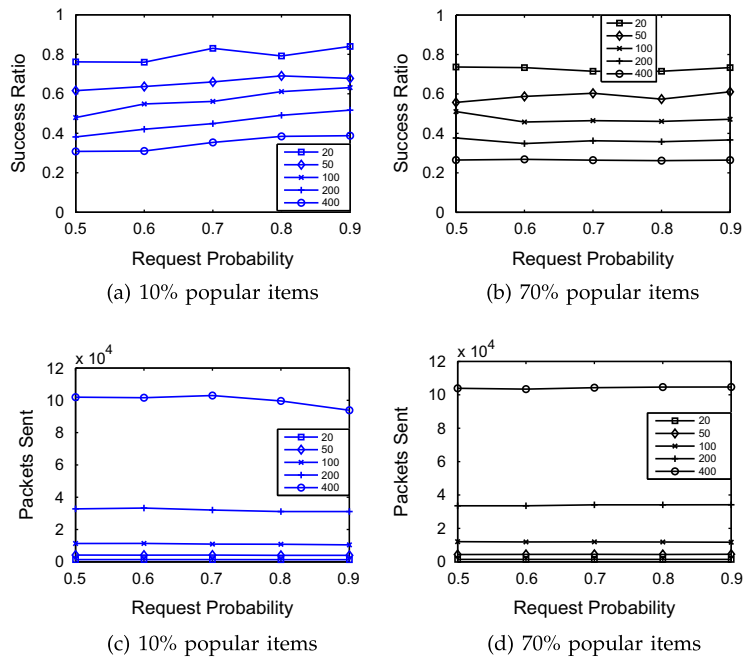 1
0.8
0.6
0.4
0.2
0
Success Ratio
20
50
100
200
400
0.5 0.6 0.7 0.8 0.9
Request Probability
(a) 10% popular items
1
0.8
0.6
0.4
0.2
0
Success Ratio
20
50
100
200
400
0.5 0.6 0.7 0.8 0.9
Request Probability
(b) 70% popular items
x 10^4
12
10
8
6
4
2
0
Packets Sent
20
50
100
200
400
0.5 0.6 0.7 0.8 0.9
Request Probability
(c) 10% popular items
x 10^4
12
10
8
6
4
2
0
Packets Sent
20
50
100
200
400
0.5 0.6 0.7 0.8 0.9
Request Probability
(d) 70% popular items